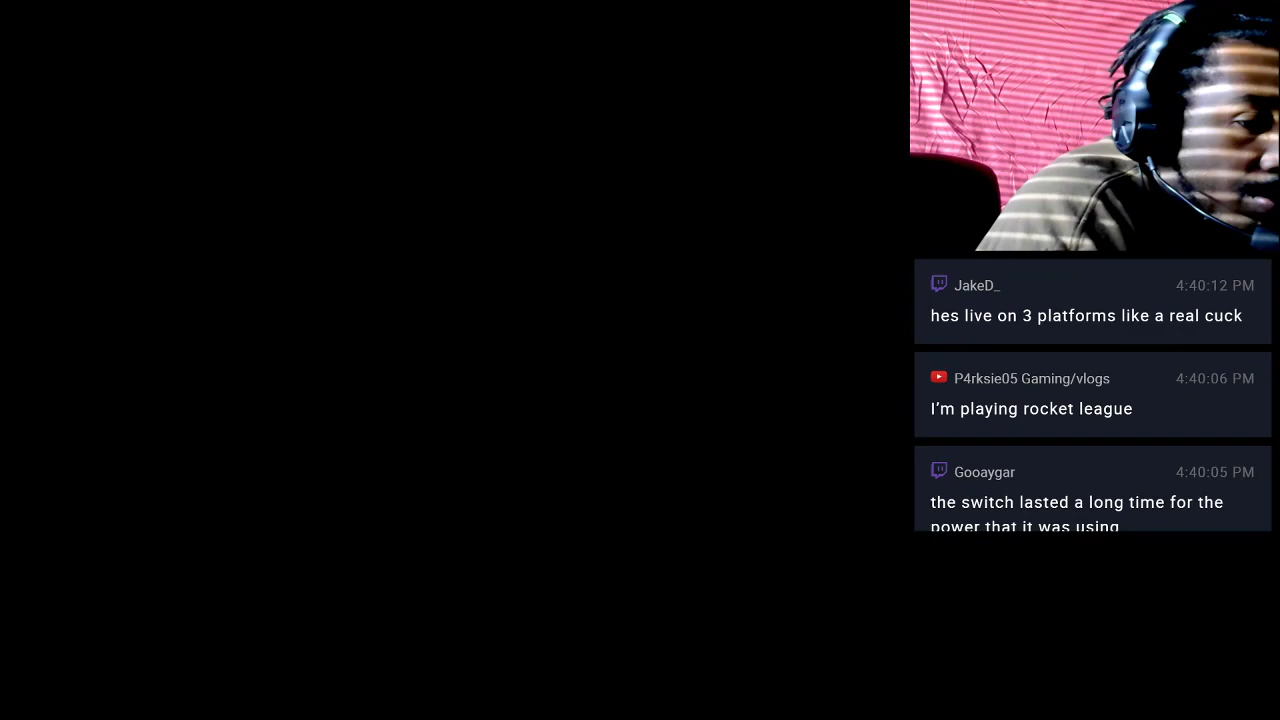 JakeD_ 4:40:12 PM
hes live on 3 platforms like a real cuck
P4rksie05 Gaming/vlogs 4:40:06 PM
I'm playing rocket league
Gooaygar 4:40:05 PM
the switch lasted a long time for the
power that it was using